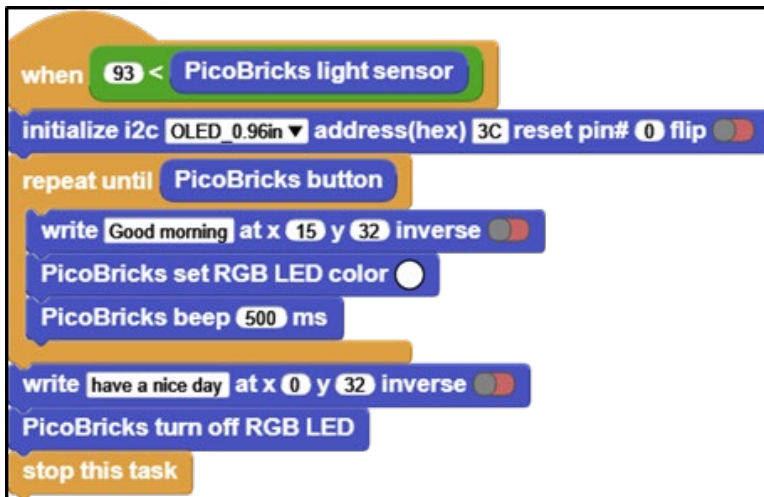 when 93 < PicoBricks light sensor
initialize i2c OLED_0.96in address(hex) 3C reset pin# 0 flip
repeat until PicoBricks button
write Good morning at x 15 y 32 inverse
PicoBricks set RGB LED color
PicoBricks beep 500 ms
write have a nice day at x 0 y 32 inverse
PicoBricks turn off RGB LED
stop this task